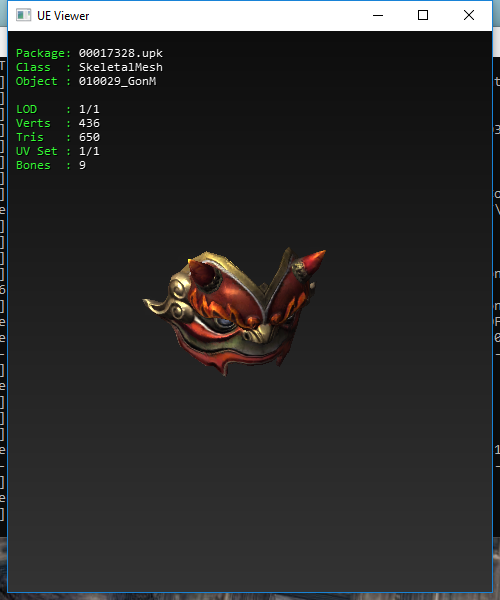 UE Viewer
Package: 00017328.upk
Class  : SkeletalMesh
Object : 010029_GonM
LOD    : 1/1
Verts  : 436
Tris   : 650
UV Set : 1/1
Bones  : 9